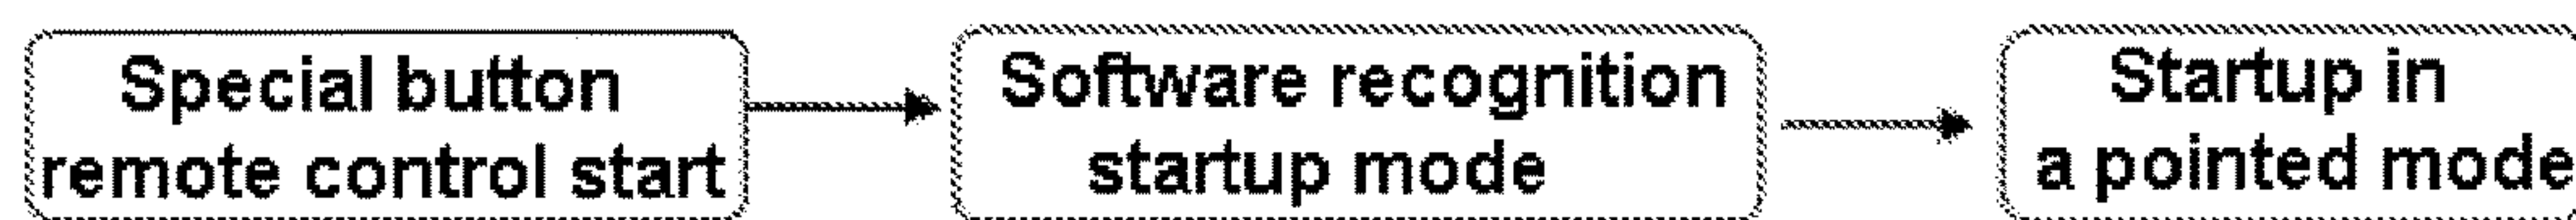 Special button
remote control start
Software recognition
startup mode
Startup in
a pointed mode